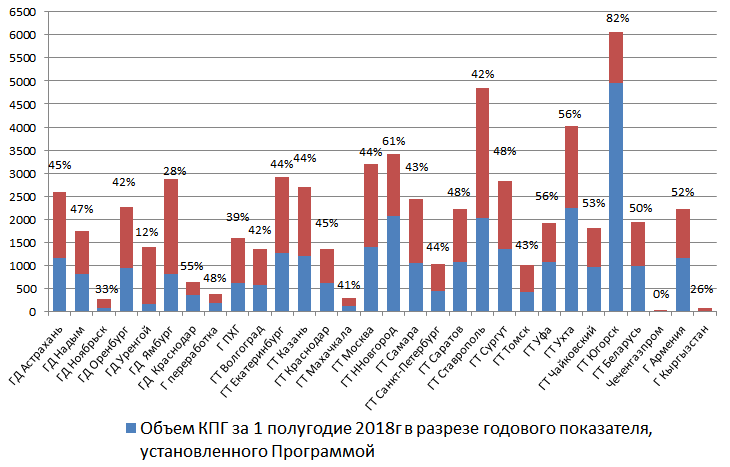 6500
6000
5500
5000
4500
4000
3500
3000
2500
2000
1500
1000
500
0
45%
47%
33%
42%
12%
28%
55%
48%
39%
42%
44%
44%
45%
41%
44%
61%
43%
44%
48%
42%
48%
43%
56%
56%
53%
82%
50%
0%
52%
26%
ГД Астрахань
ГД Надым
ГД Ноябрьск
ГД Оренбург
ГД Уренгой
ГД Ямбург
ГД Краснодар
Г переработка
Г ПХГ
ГТ Волгоград
ГТ Екатеринбург
ГТ Казань
ГТ Краснодар
ГТ Махачкала
ГТ Москва
ГТ ННовгород
ГТ Самара
ГТ Санкт-Петербург
ГТ Саратов
ГТ Ставрополь
ГТ Сургут
ГТ Томск
ГТ Уфа
ГТ Ухта
ГТ Чайковский
ГТ Югорск
ГТ Беларусь
Чеченгазпром
Г Армения
Г Кыргызстан
Объем КПГ за 1 полугодие 2018г в разрезе годового показателя,
установленного Программой